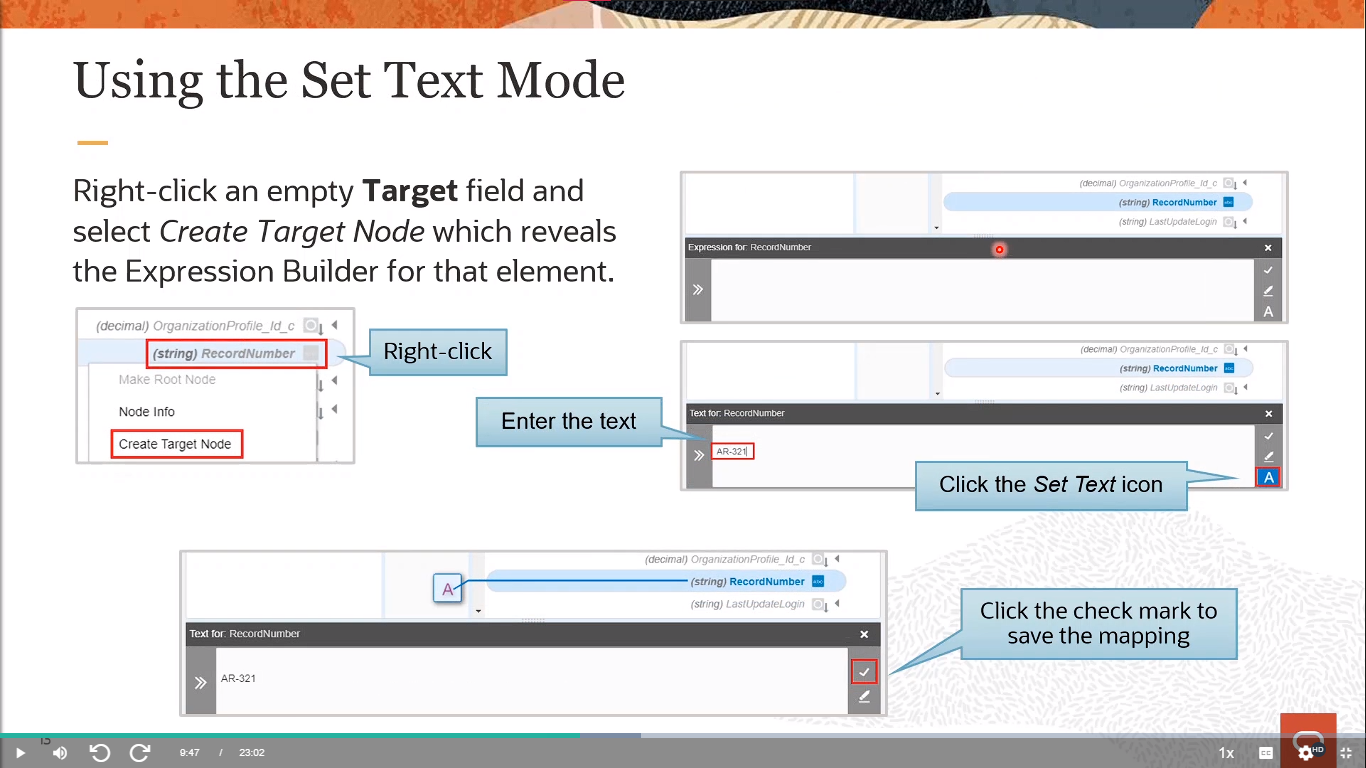 Using the Set Text Mode
Right-click an empty Target field and
select Create Target Node which reveals
the Expression Builder for that element.
(decimal) OrganizationProfile_Id_c
(string) RecordNumber
Make Root Node
Node Info
Create Target Node
Right-click
(decimal) OrganizationProfile_Id_c
(string) RecordNumber
(string) LastUpdateLogin
Expression for: RecordNumber
A
(decimal) OrganizationProfile_Id_c
(string) RecordNumber
(string) LastUpdateLogin
Text for: RecordNumber
Enter the text
AR-321
A
Click the Set Text icon
(decimal) OrganizationProfile_Id_c
A
(string) RecordNumber
(string) LastUpdateLogin
Text for: RecordNumber
AR-321
Click the check mark to
save the mapping
9:47 / 23:02
1x
CC
HD